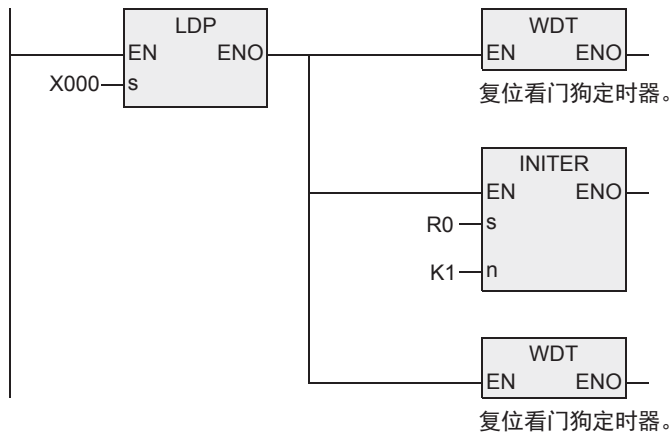 LDP
EN ENO
X000 s
WDT
EN ENO
复位看门狗定时器。
INITER
EN ENO
R0 s
K1 n
WDT
EN ENO
复位看门狗定时器。